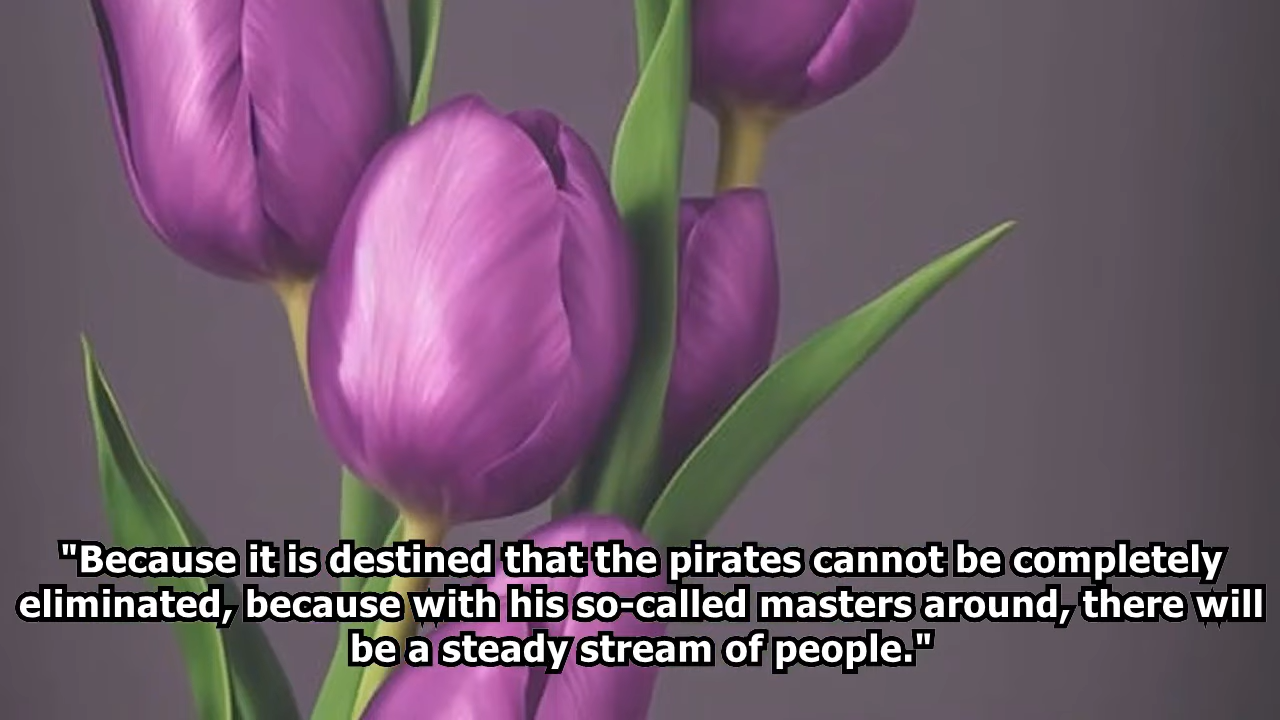 "Because it is destined that the pirates cannot be completely
eliminated, because with his so-called masters around, there will
be a steady stream of people."